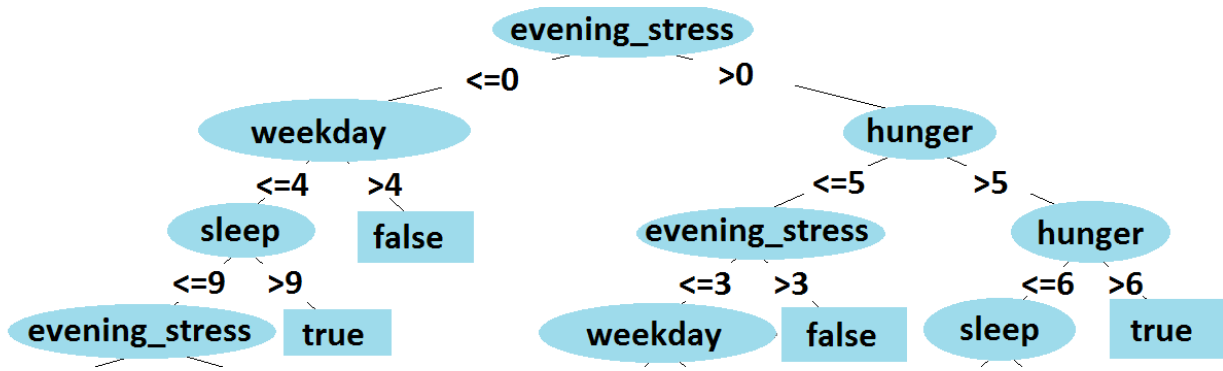 evening_stress
<=0 >0
weekday hunger
<=4 >4 <=5 >5
sleep false evening_stress hunger
<=9 >9 <=3 >3 <=6 >6
evening_stress true weekday false sleep true